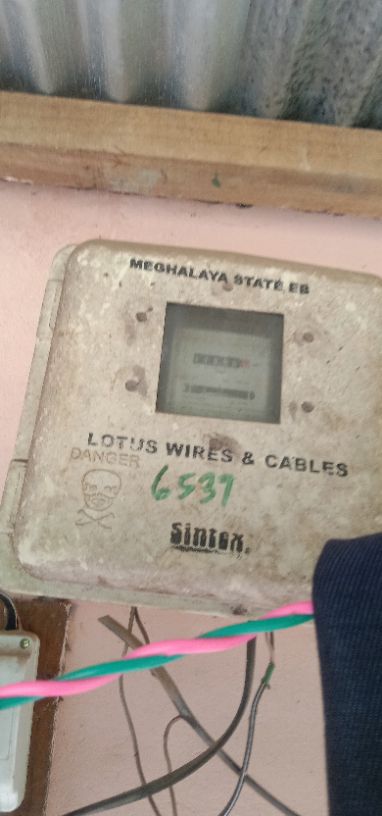 MEGHALAYA STATE EB
LOTUS WIRES & CABLES
DANGER
6537
Sintex